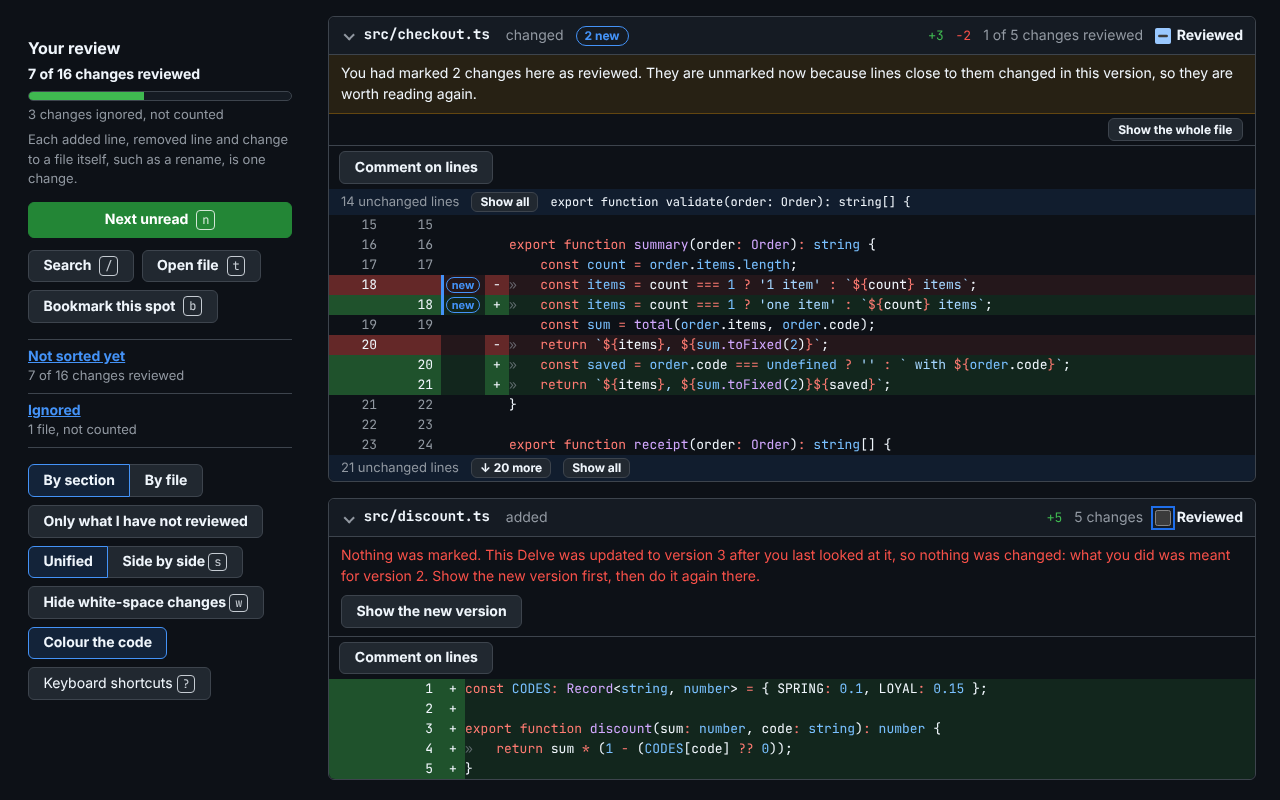 Your review
7 of 16 changes reviewed
3 changes ignored, not counted
Each added line, removed line and change
to a file itself, such as a rename, is one
change.
Next unread n
Search / Open file t
Bookmark this spot b
Not sorted yet
7 of 16 changes reviewed
Ignored
1 file, not counted
By section By file
Only what I have not reviewed
Unified Side by side s
Hide white-space changes w
Colour the code
Keyboard shortcuts ?
src/checkout.ts changed 2 new +3 -2 1 of 5 changes reviewed Reviewed
You had marked 2 changes here as reviewed. They are unmarked now because lines close to them changed in this version, so they are
worth reading again.
Show the whole file
Comment on lines
14 unchanged lines Show all export function validate(order: Order): string[] {
15 15
16 16 export function summary(order: Order): string {
17 17 const count = order.items.length;
18 new - » const items = count === 1 ? '1 item' : `${count} items`;
18 new + » const items = count === 1 ? 'one item' : `${count} items`;
19 19 const sum = total(order.items, order.code);
20 - » return `${items}, ${sum.toFixed(2)}`;
20 + » const saved = order.code === undefined ? '' : ` with ${order.code}`;
21 + » return `${items}, ${sum.toFixed(2)}${saved}`;
21 22 }
22 23
23 24 export function receipt(order: Order): string[] {
21 unchanged lines ↓ 20 more Show all
src/discount.ts added +5 5 changes Reviewed
Nothing was marked. This Delve was updated to version 3 after you last looked at it, so nothing was changed: what you did was meant
for version 2. Show the new version first, then do it again there.
Show the new version
Comment on lines
1 + const CODES: Record<string, number> = { SPRING: 0.1, LOYAL: 0.15 };
2 +
3 + export function discount(sum: number, code: string): number {
4 + » return sum * (1 - (CODES[code] ?? 0));
5 + }